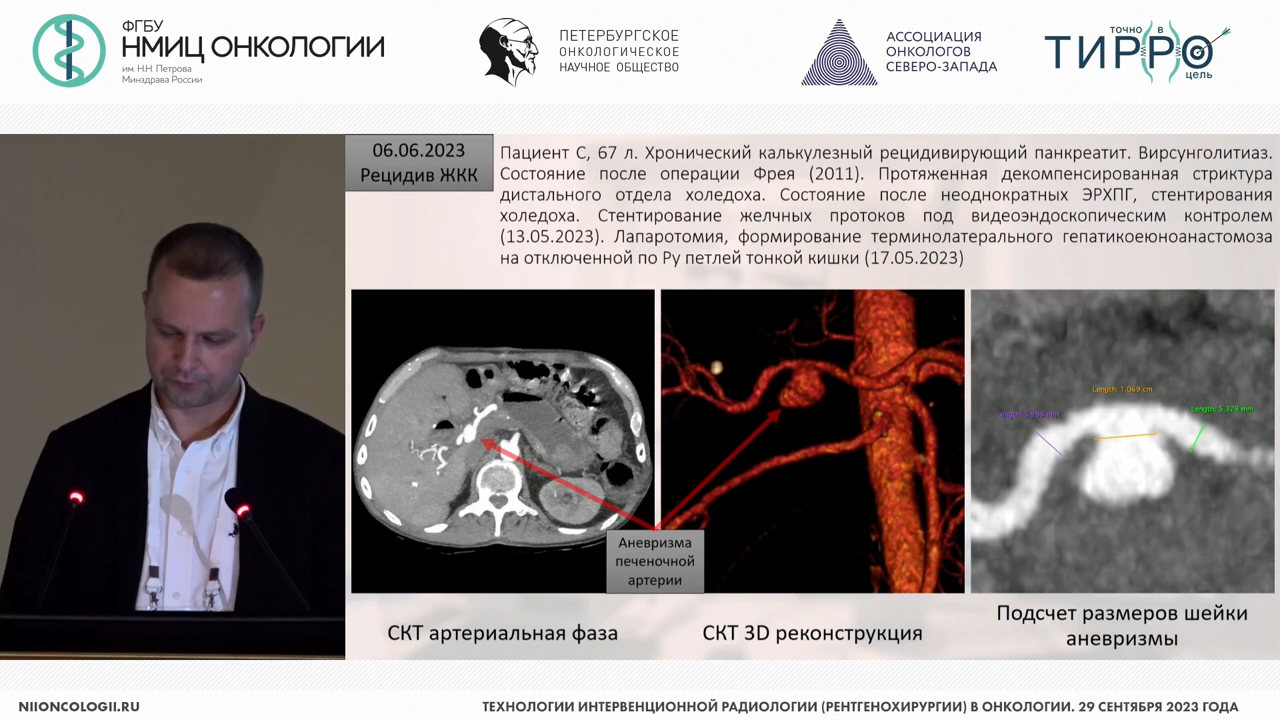 ФГБУ
НМИЦ ОНКОЛОГИИ
им. Н.Н. Петрова
Минздрава России
ПЕТЕРБУРГСКОЕ
ОНКОЛОГИЧЕСКОЕ
НАУЧНОЕ ОБЩЕСТВО
АССОЦИАЦИЯ
ОНКОЛОГОВ
СЕВЕРО-ЗАПАДА
точно в
ТИРРО
цель
06.06.2023
Рецидив ЖКК
Пациент С, 67 л. Хронический калькулезный рецидивирующий панкреатит. Вирсунголитиаз.
Состояние после операции Фрея (2011). Протяженная декомпенсированная стриктура
дистального отдела холедоха. Состояние после неоднократных ЭРХПГ, стентирования
холедоха. Стентирование желчных протоков под видеоэндоскопическим контролем
(13.05.2023). Лапаротомия, формирование терминолатерального гепатикоеюноанастомоза
на отключенной по Ру петлей тонкой кишки (17.05.2023)
Length: 1.069 cm
Length: 5.379 mm
Аневризма
печеночной
артерии
СКТ артериальная фаза
СКТ 3D реконструкция
Подсчет размеров шейки
аневризмы
NIIONCOLOGII.RU
ТЕХНОЛОГИИ ИНТЕРВЕНЦИОННОЙ РАДИОЛОГИИ (РЕНТГЕНОХИРУРГИИ) В ОНКОЛОГИИ. 29 СЕНТЯБРЯ 2023 ГОДА